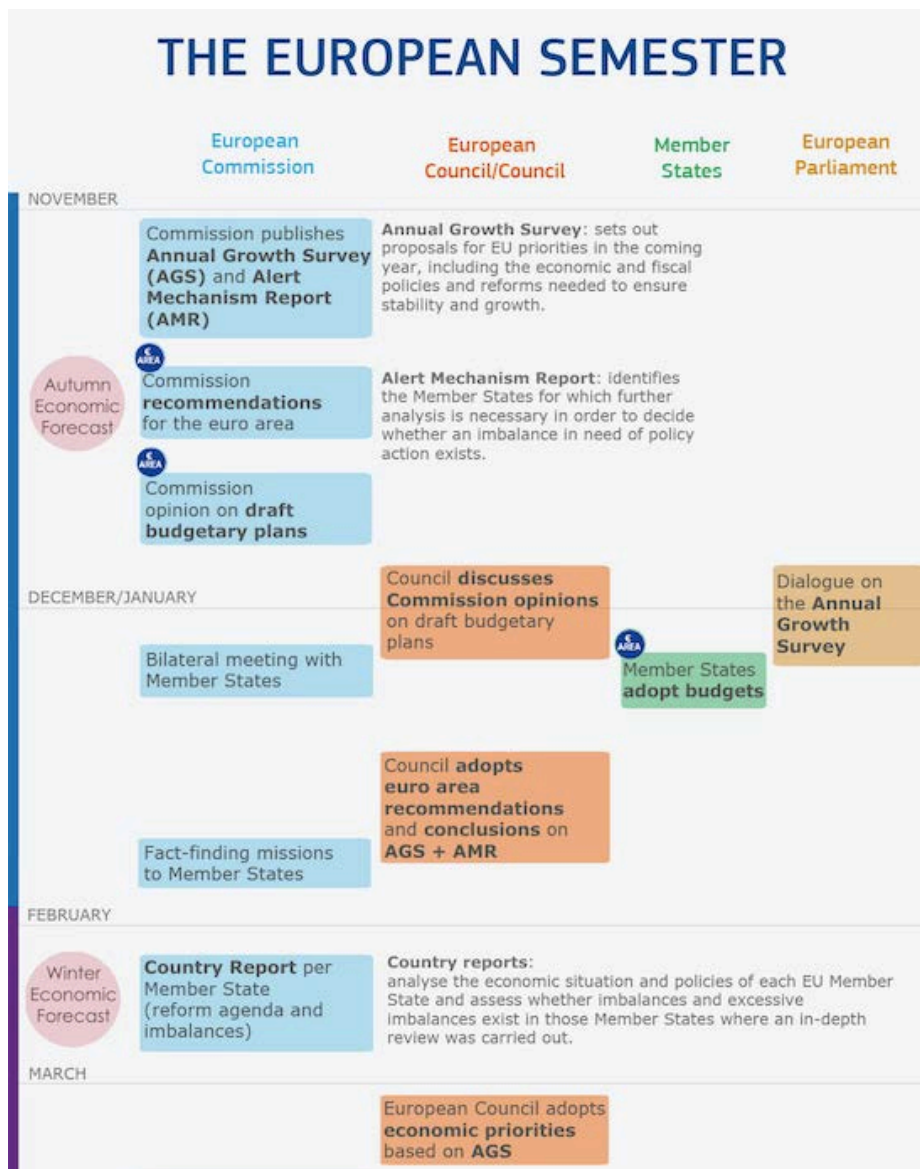 THE EUROPEAN SEMESTER
European
Commission
European
Council/Council
Member
States
European
Parliament
NOVEMBER
Commission publishes
Annual Growth Survey
(AGS) and Alert
Mechanism Report
(AMR)
Annual Growth Survey: sets out
proposals for EU priorities in the coming
year, including the economic and fiscal
policies and reforms needed to ensure
stability and growth.
Autumn
Economic
Forecast
€
AREA
Commission
recommendations
for the euro area
Alert Mechanism Report: identifies
the Member States for which further
analysis is necessary in order to decide
whether an imbalance in need of policy
action exists.
€
AREA
Commission
opinion on draft
budgetary plans
DECEMBER/JANUARY
Council discusses
Commission opinions
on draft budgetary
plans
Dialogue on
the Annual
Growth
Survey
Bilateral meeting with
Member States
€
AREA
Member States
adopt budgets
Council adopts
euro area
recommendations
and conclusions on
AGS + AMR
Fact-finding missions
to Member States
FEBRUARY
Winter
Economic
Forecast
Country Report per
Member State
(reform agenda and
imbalances)
Country reports:
analyse the economic situation and policies of each EU Member
State and assess whether imbalances and excessive
imbalances exist in those Member States where an in-depth
review was carried out.
MARCH
European Council adopts
economic priorities
based on AGS